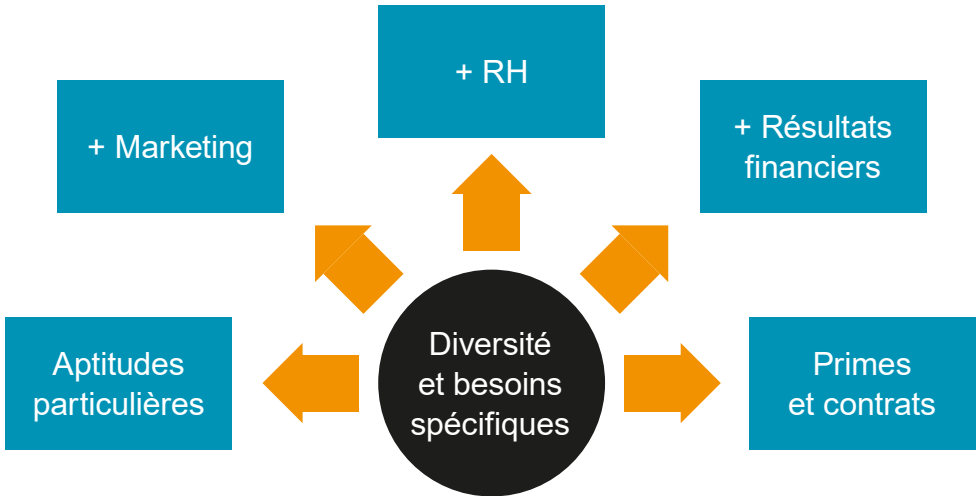 + RH
+ Marketing
+ Résultats
financiers
Aptitudes
particulières
Diversité
et besoins
spécifiques
Primes
et contrats